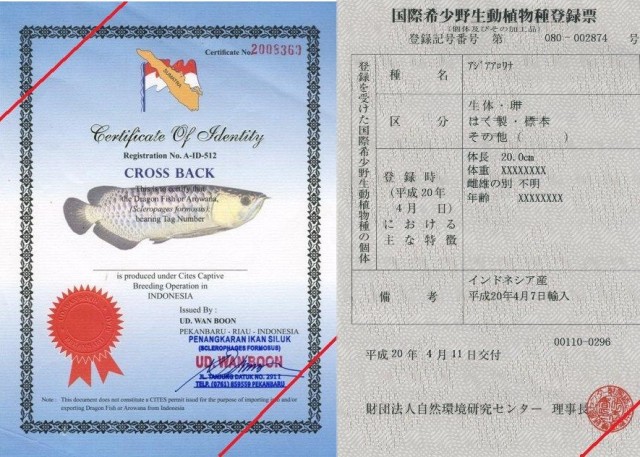 Certificate No. 2008363
SUMATRA
Certificate Of Identity
Registration No. A-ID-512
CROSS BACK
This is to certify that
the Dragon Fish or Arowana,
(Scleropages formosus)
bearing Tag Number
is produced under Cites Captive
Breeding Operation in
INDONESIA
Issued By :
UD. WAN BOON
PEKANBARU - RIAU - INDONESIA
PENANGKARAN IKAN SILUK
(SCLEROPHAGES FORMOSUS)
UD. WAN BOON
JL. TANJUNG DATUK NO. 2911
TELP. (0761) 859559 PEKANBARU
Note : This document does not constitute a CITES permit issued for the purpose of importing and/or
exporting Dragon Fish or Arowana from Indonesia
国際希少野生動植物種登録票
(個体及びその加工品)
登録記号番号 第 080-002874 号
登録を受けた国際希少野生動植物種の個体
種 名 アジアアロワナ
区 分 生体・卵
はく製・標本
その他 ( )
登録時
(平成20年
4月 日)
における
主な特徴
体長 20.0cm
体重 XXXXXXXX
雌雄の別 不明
年齢 XXXXXXXX
備 考 インドネシア産
平成20年4月7日輸入
00110-0296
平成 20 年 4 月 11 日交付
財団法人自然環境研究センター 理事長